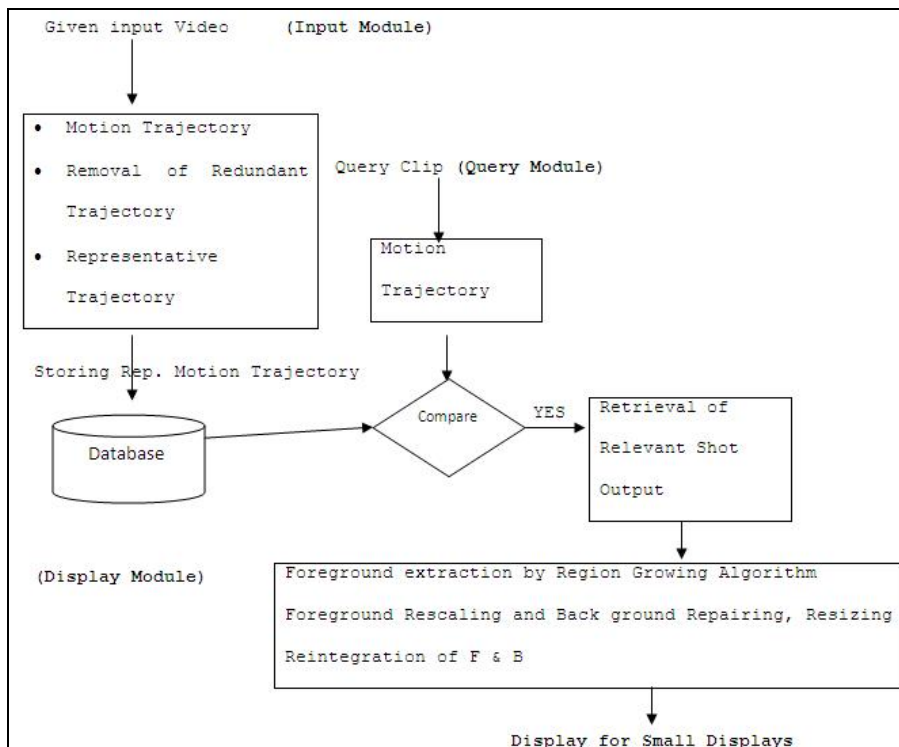 Given input Video (Input Module)
• Motion Trajectory
• Removal of Redundant
Trajectory
• Representative
Trajectory
Query Clip (Query Module)
Motion
Trajectory
Storing Rep. Motion Trajectory
Database
Compare
YES
Retrieval of
Relevant Shot
Output
(Display Module)
Foreground extraction by Region Growing Algorithm
Foreground Rescaling and Back ground Repairing, Resizing
Reintegration of F & B
Display for Small Displays